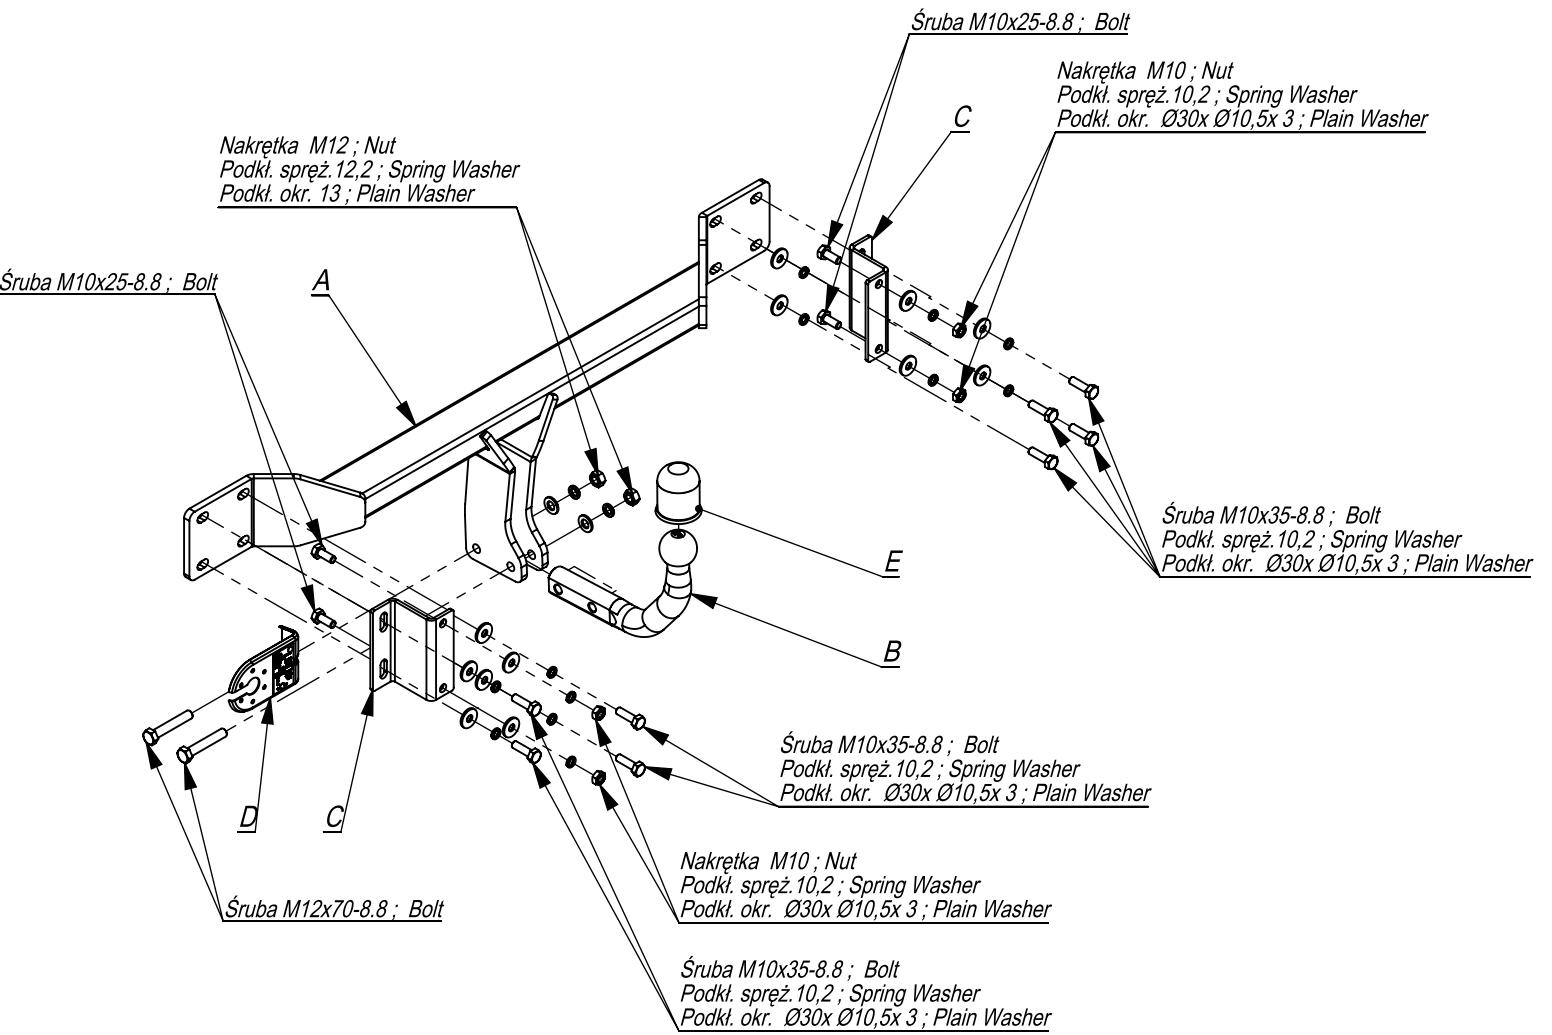 Śruba M10x25-8.8 ; Bolt
Nakrętka M10 ; Nut
Podkł. spręż.10,2 ; Spring Washer
Podkł. okr. Ø30x Ø10,5x 3 ; Plain Washer
C
Nakrętka M12 ; Nut
Podkł. spręż.12,2 ; Spring Washer
Podkł. okr. 13 ; Plain Washer
Śruba M10x25-8.8 ; Bolt
A
Śruba M10x35-8.8 ; Bolt
Podkł. spręż.10,2 ; Spring Washer
Podkł. okr. Ø30x Ø10,5x 3 ; Plain Washer
E
B
Śruba M10x35-8.8 ; Bolt
Podkł. spręż.10,2 ; Spring Washer
Podkł. okr. Ø30x Ø10,5x 3 ; Plain Washer
D
C
Nakrętka M10 ; Nut
Podkł. spręż.10,2 ; Spring Washer
Podkł. okr. Ø30x Ø10,5x 3 ; Plain Washer
Śruba M12x70-8.8 ; Bolt
Śruba M10x35-8.8 ; Bolt
Podkł. spręż.10,2 ; Spring Washer
Podkł. okr. Ø30x Ø10,5x 3 ; Plain Washer